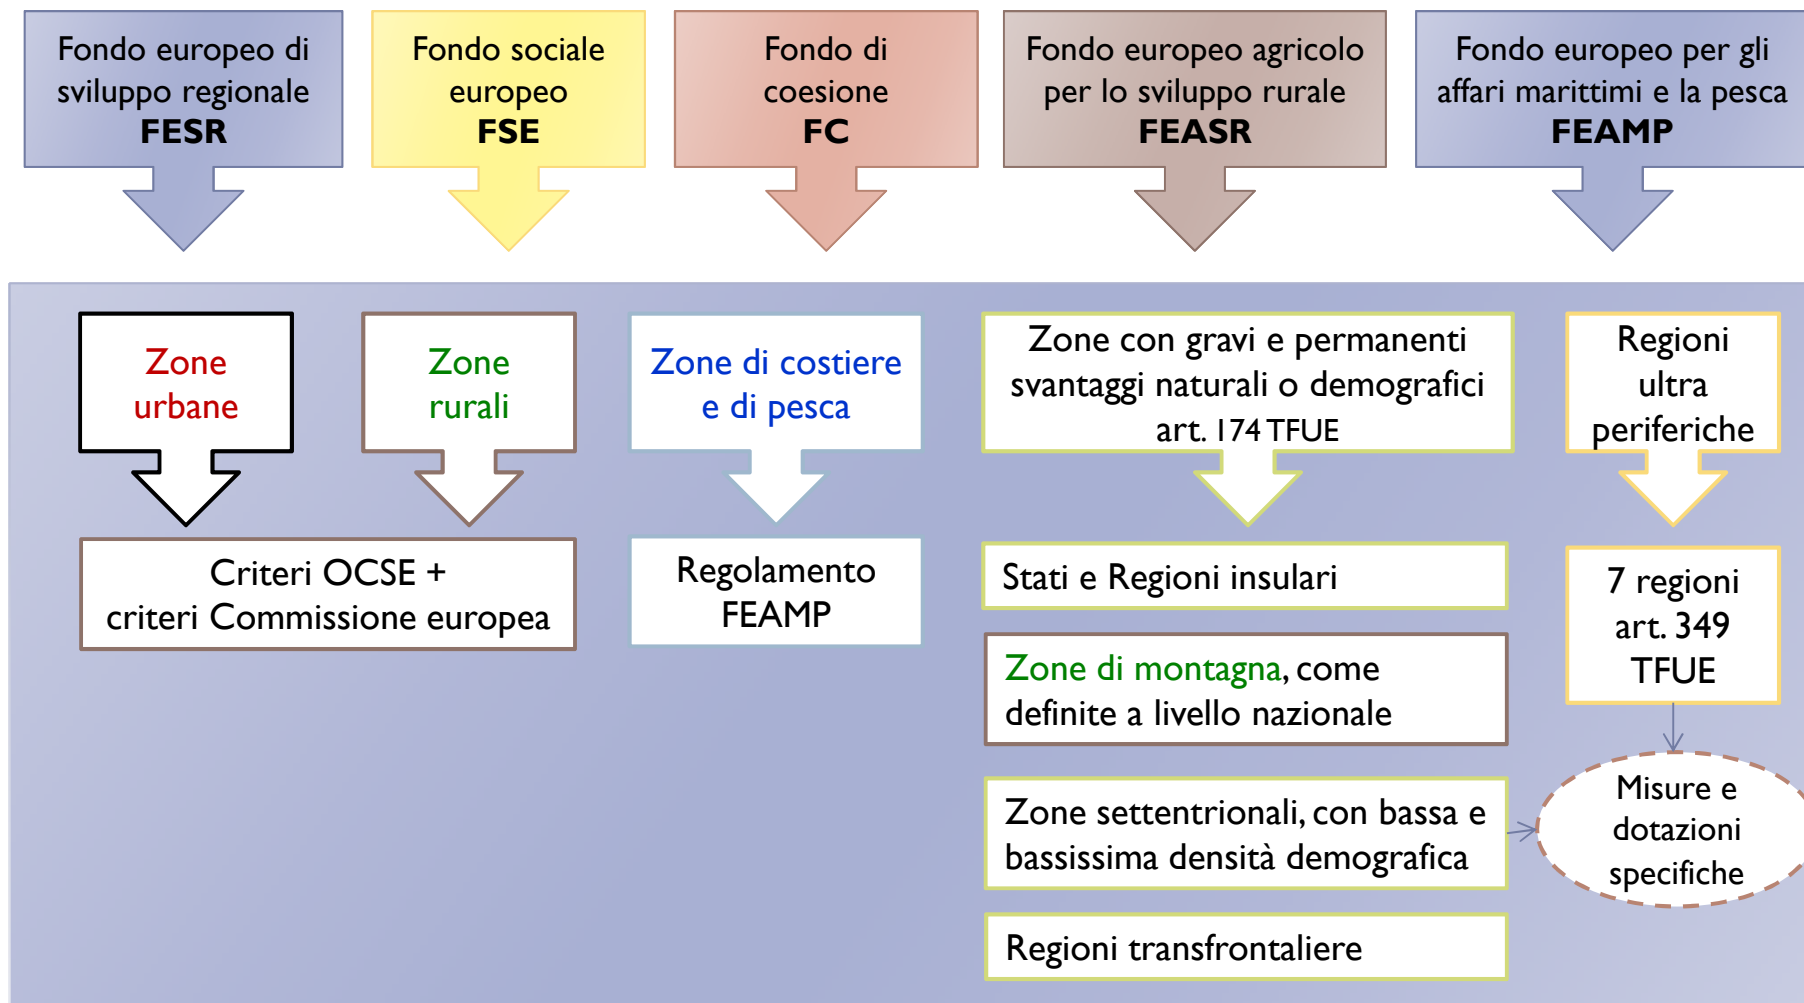 Fondo europeo di
sviluppo regionale
FESR
Fondo sociale
europeo
FSE
Fondo di
coesione
FC
Fondo europeo agricolo
per lo sviluppo rurale
FEASR
Fondo europeo per gli
affari marittimi e la pesca
FEAMP
Zone
urbane
Zone
rurali
Zone di costiere
e di pesca
Zone con gravi e permanenti
svantaggi naturali o demografici
art. 174 TFUE
Regioni
ultra
periferiche
Criteri OCSE +
criteri Commissione europea
Regolamento
FEAMP
Stati e Regioni insulari
Zone di montagna, come
definite a livello nazionale
Zone settentrionali, con bassa e
bassissima densità demografica
Regioni transfrontaliere
7 regioni
art. 349
TFUE
Misure e
dotazioni
specifiche